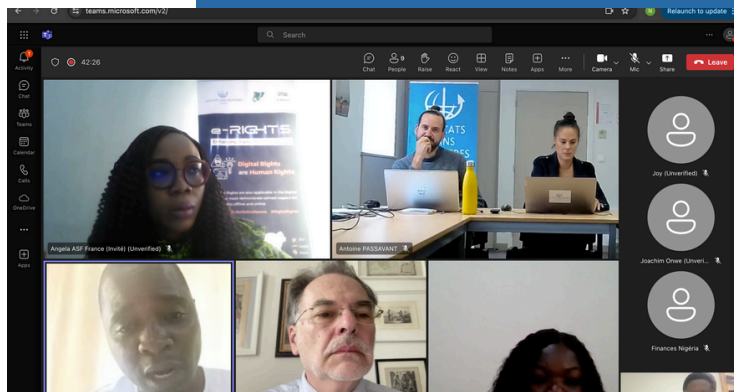 teams.microsoft.com/v2/
Relaunch to update
Search
Activity
Chat
Teams
Calendar
Calls
OneDrive
Apps
42:26
Chat
People
9
Raise
React
View
Notes
Apps
More
Camera
Mic
Share
Leave
e-RIGHTS
Digital Rights
are Human Rights
Angela ASF France (Invité) (Unverified)
Antoine PASSAVANT
Joy (Unverified)
Joachim Onwe (Unveri...
Finances Nigéria